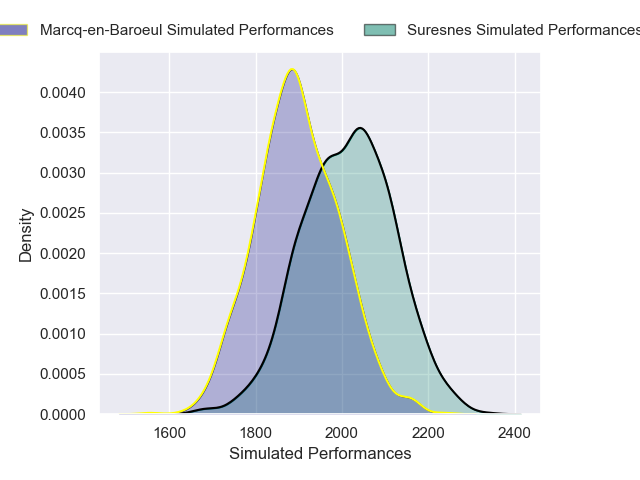 Marcq-en-Baroeul Simulated Performances
Suresnes Simulated Performances
0.0040
0.0035
0.0030
0.0025
0.0020
0.0015
0.0010
0.0005
0.0000
Density
1600 1800 2000 2200 2400
Simulated Performances